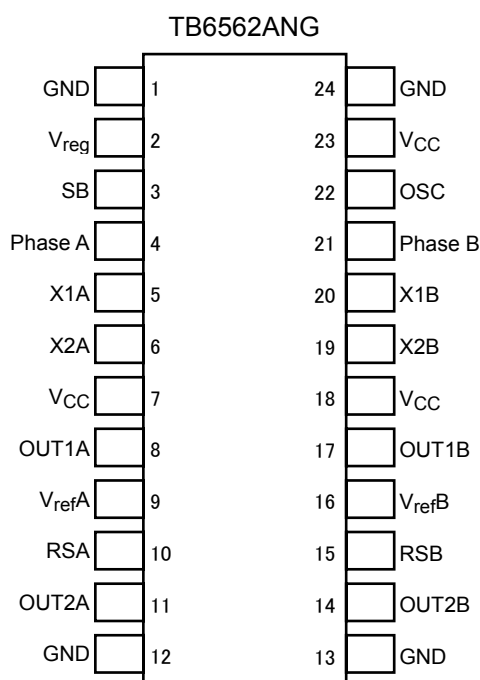 TB6562ANG
GND 1 24 GND
Vreg 2 23 VCC
SB 3 22 OSC
Phase A 4 21 Phase B
X1A 5 20 X1B
X2A 6 19 X2B
VCC 7 18 VCC
OUT1A 8 17 OUT1B
VrefA 9 16 VrefB
RSA 10 15 RSB
OUT2A 11 14 OUT2B
GND 12 13 GND